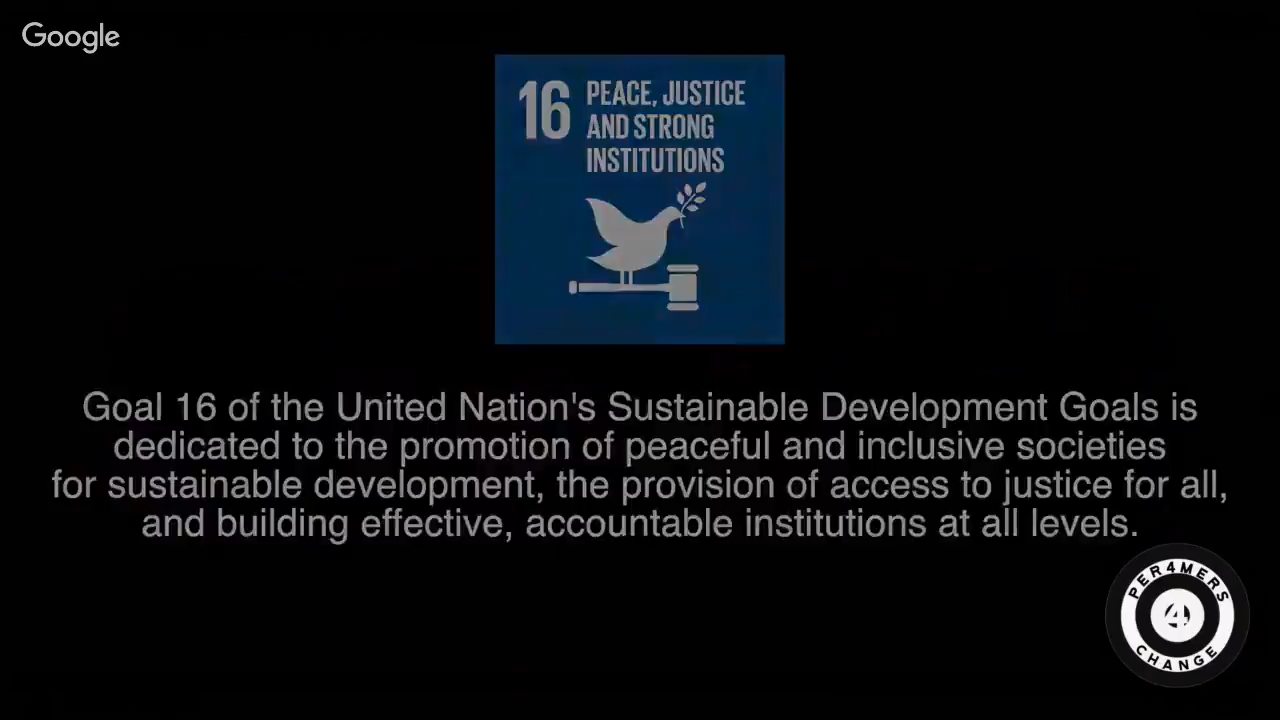 Google
16 PEACE, JUSTICE
AND STRONG
INSTITUTIONS
Goal 16 of the United Nation's Sustainable Development Goals is
dedicated to the promotion of peaceful and inclusive societies
for sustainable development, the provision of access to justice for all,
and building effective, accountable institutions at all levels.
PER4MERS
4
CHANGE